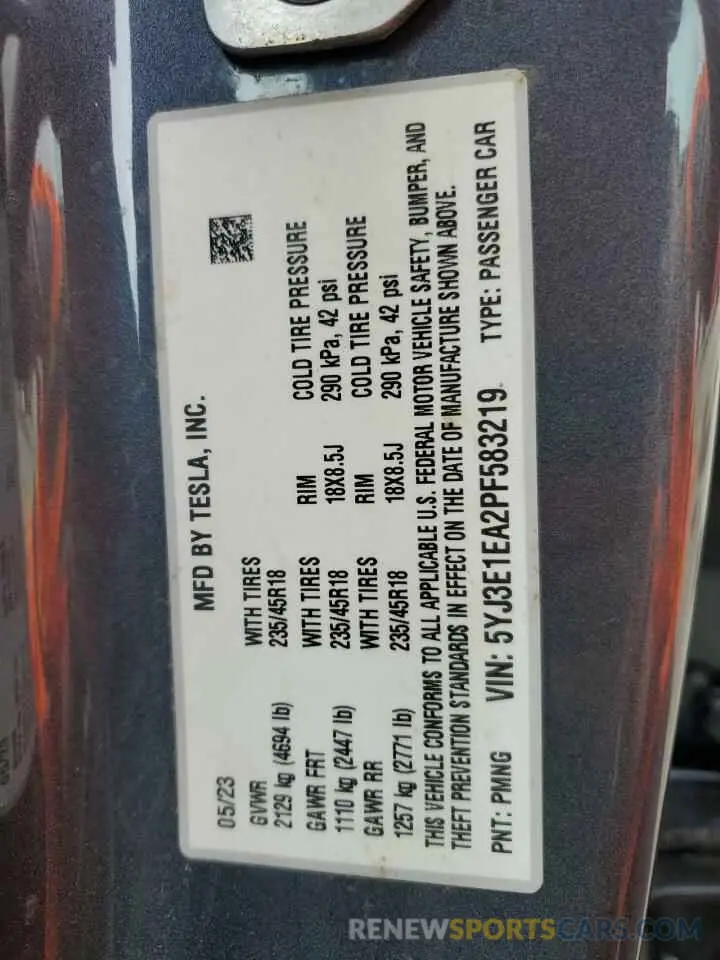 MFD BY TESLA, INC.
05/23
GVWR WITH TIRES RIM COLD TIRE PRESSURE
2129 kg (4694 lb) 235/45R18
GAWR FRT WITH TIRES RIM COLD TIRE PRESSURE
1110 kg (2447 lb) 235/45R18 18X8.5J 290 kPa, 42 psi
GAWR RR WITH TIRES RIM COLD TIRE PRESSURE
1257 kg (2771 lb) 235/45R18 18X8.5J 290 kPa, 42 psi
THIS VEHICLE CONFORMS TO ALL APPLICABLE U.S. FEDERAL MOTOR VEHICLE SAFETY, BUMPER, AND
THEFT PREVENTION STANDARDS IN EFFECT ON THE DATE OF MANUFACTURE SHOWN ABOVE.
PNT: PMNG VIN: 5YJ3E1EA2PF583219 TYPE: PASSENGER CAR
RENEWSPORTSCARS.COM